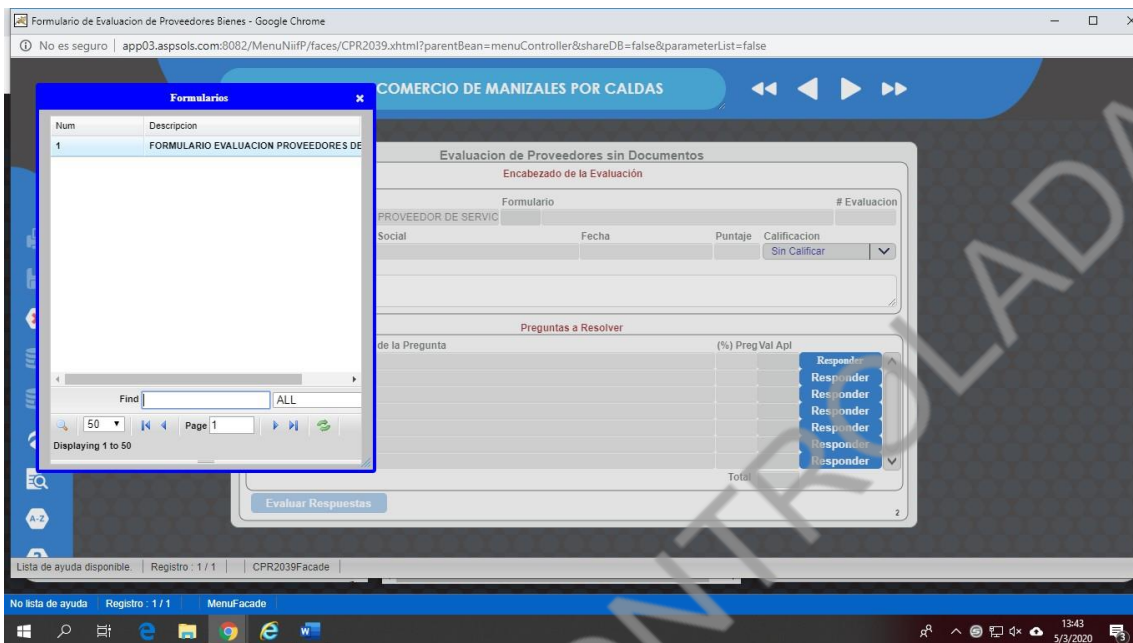 Formulario de Evaluacion de Proveedores Bienes - Google Chrome
No es seguro | app03.aspsols.com:8082/MenuNiifP/faces/CPR2039.xhtml?parentBean=menuController&shareDB=false&parameterList=false
COMERCIO DE MANIZALES POR CALDAS
Formularios
Num Descripcion
1 FORMULARIO EVALUACION PROVEEDORES DE
Find ALL
50 Page 1
Displaying 1 to 50
Evaluacion de Proveedores sin Documentos
Encabezado de la Evaluación
Formulario # Evaluacion
PROVEEDOR DE SERVIC
Social Fecha Puntaje Calificacion
Sin Calificar
Preguntas a Resolver
de la Pregunta (%) Preg Val Apl
Responder
Responder
Responder
Responder
Responder
Responder
Responder
Total
Evaluar Respuestas
2
A-Z
Lista de ayuda disponible. | Registro : 1 / 1 | CPR2039Facade
No lista de ayuda Registro : 1 / 1 MenuFacade
13:43
5/3/2020
3
NTROLADA